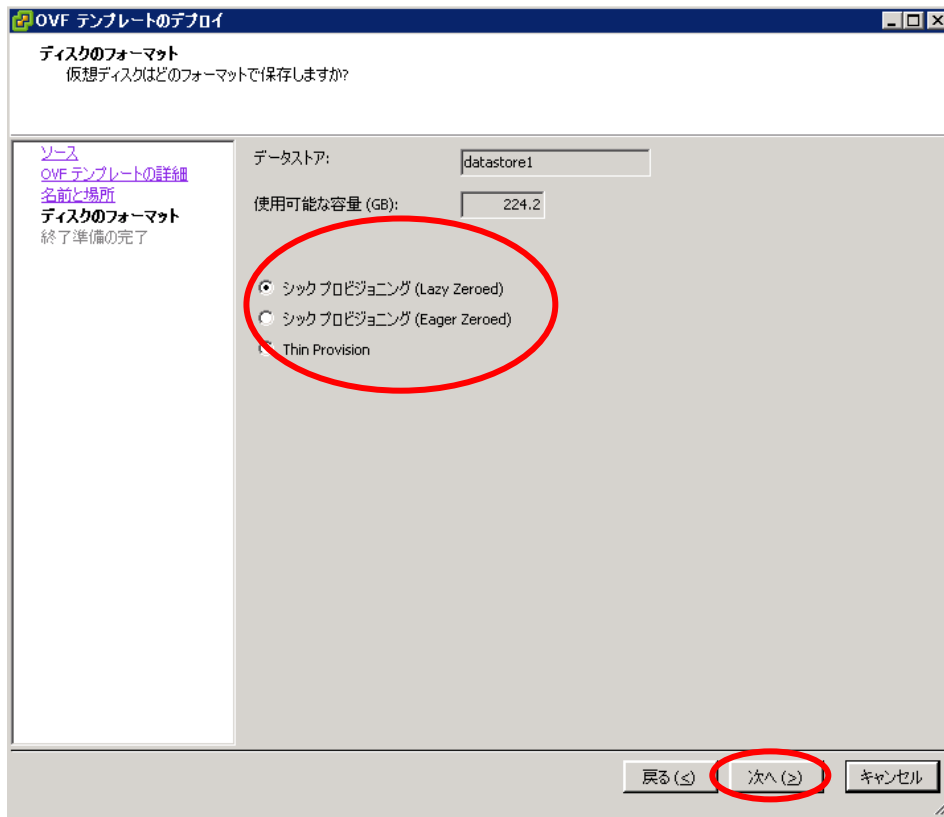 OVF テンプレートのデプロイ
ディスクのフォーマット
仮想ディスクはどのフォーマットで保存しますか?
ソース
OVF テンプレートの詳細
名前と場所
ディスクのフォーマット
終了準備の完了
データストア: datastore1
使用可能な容量 (GB): 224.2
シック プロビジョニング (Lazy Zeroed)
シック プロビジョニング (Eager Zeroed)
Thin Provision
戻る(≤) 次へ(≥) キャンセル